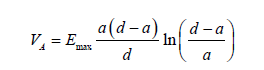 V_A = E_max a(d−a)/d ln((d−a)/a)